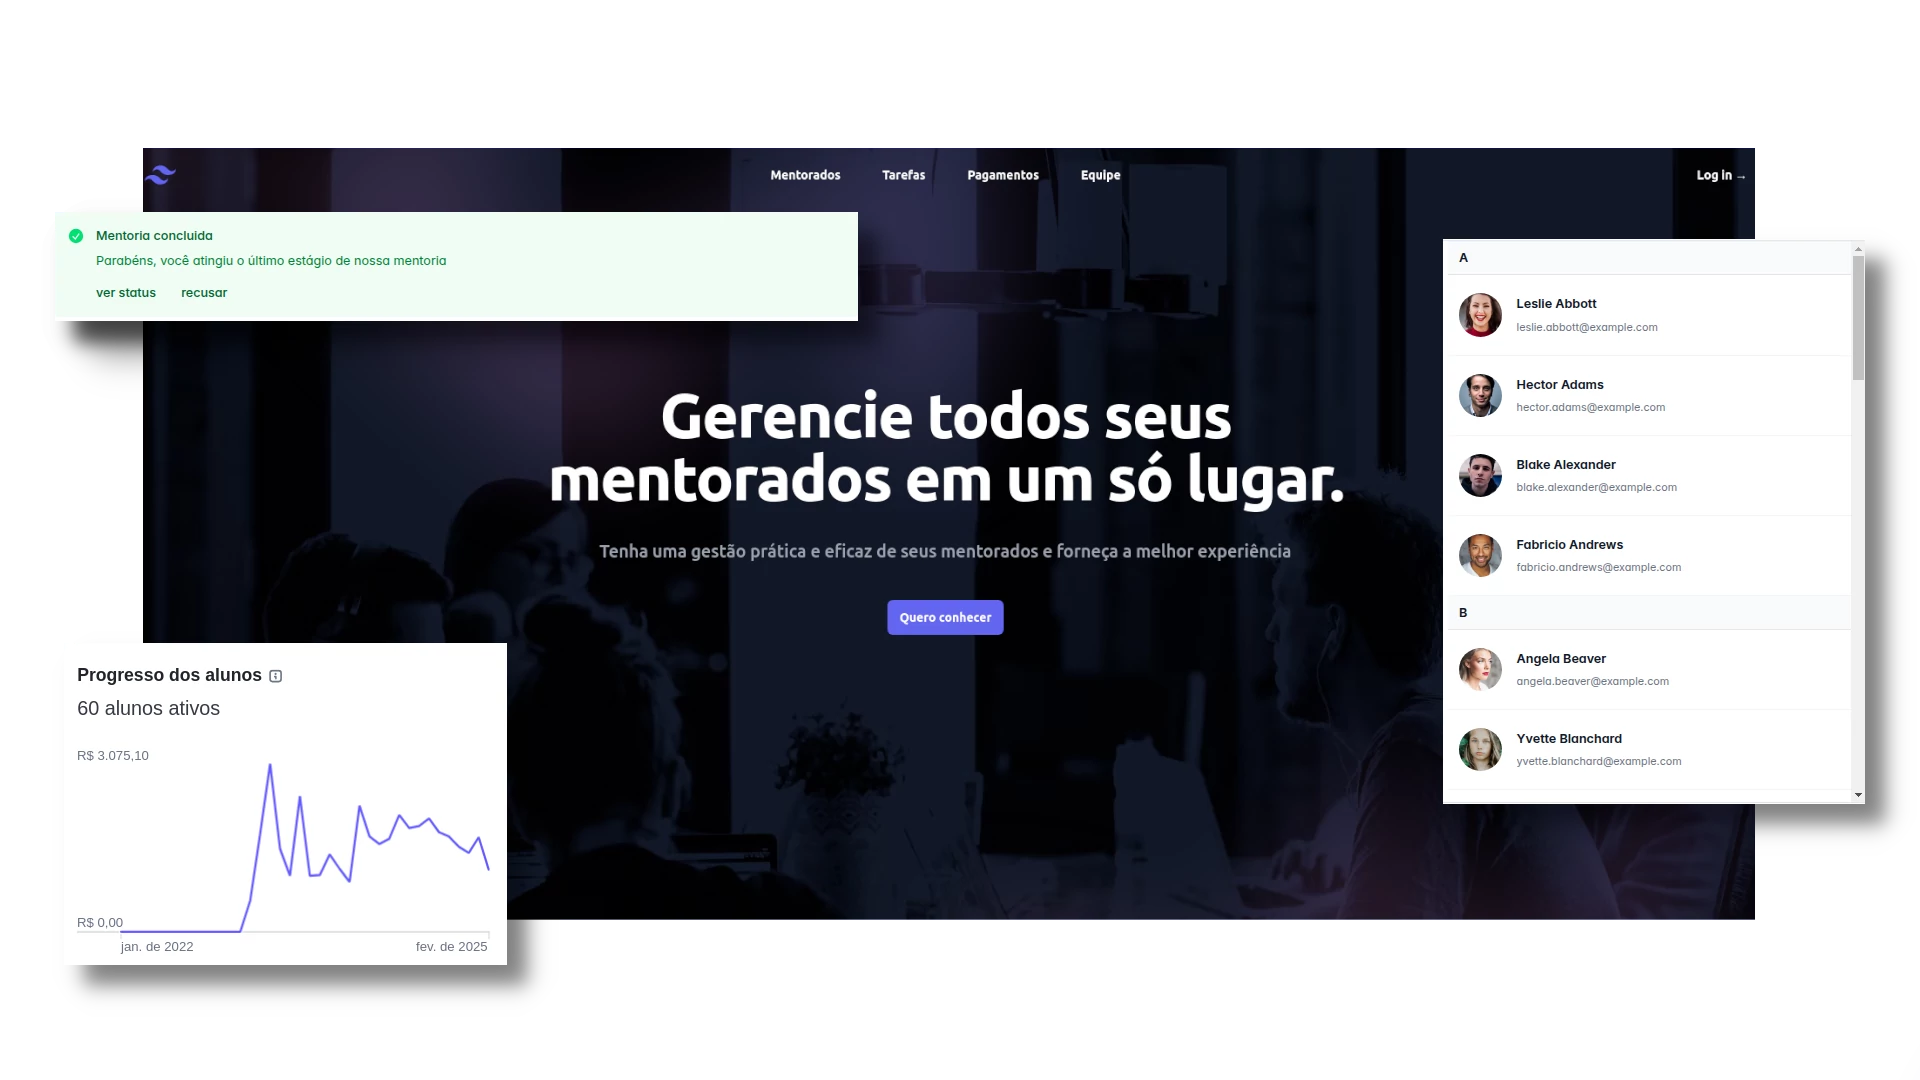 Mentorados
Tarefas
Pagamentos
Equipe
Log in →
Mentoria concluida
Parabéns, você atingiu o último estágio de nossa mentoria
ver status
recusar
Gerencie todos seus
mentorados em um só lugar.
Tenha uma gestão prática e eficaz de seus mentorados e forneça a melhor experiência
Quero conhecer
A
Leslie Abbott
leslie.abbott@example.com
Hector Adams
hector.adams@example.com
Blake Alexander
blake.alexander@example.com
Fabricio Andrews
fabricio.andrews@example.com
B
Angela Beaver
angela.beaver@example.com
Yvette Blanchard
yvette.blanchard@example.com
Progresso dos alunos
60 alunos ativos
R$ 3.075,10
R$ 0,00
jan. de 2022
fev. de 2025